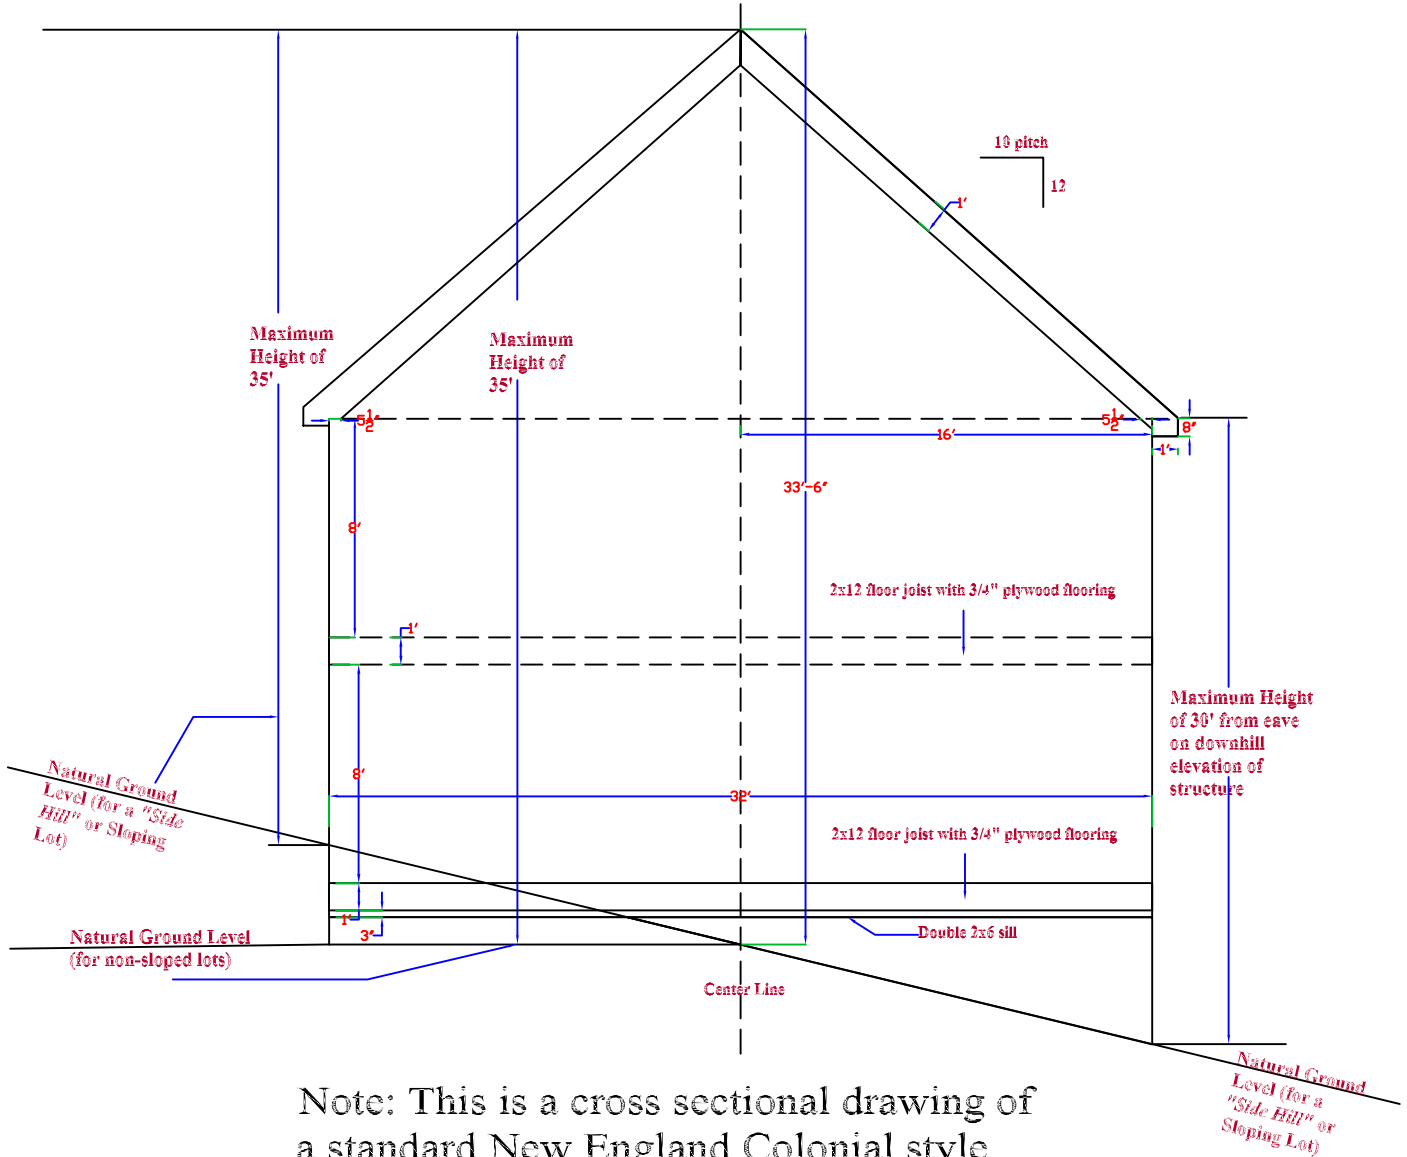 10 pitch
12
1'
Maximum
Height of
35'
Maximum
Height of
35'
5 1/2"
5 1/2"
8"
16'
1'
33'-6"
8'
2x12 floor joist with 3/4" plywood flooring
1'
Maximum Height
of 30' from eave
on downhill
elevation of
structure
Natural Ground
Level (for a "Side
Hill" or Sloping
Lot)
8'
32'
2x12 floor joist with 3/4" plywood flooring
1'
3"
Double 2x6 sill
Natural Ground Level
(for non-sloped lots)
Center Line
Natural Ground
Level (for a
"Side Hill" or
Sloping Lot)
Note: This is a cross sectional drawing of
a standard New England Colonial style